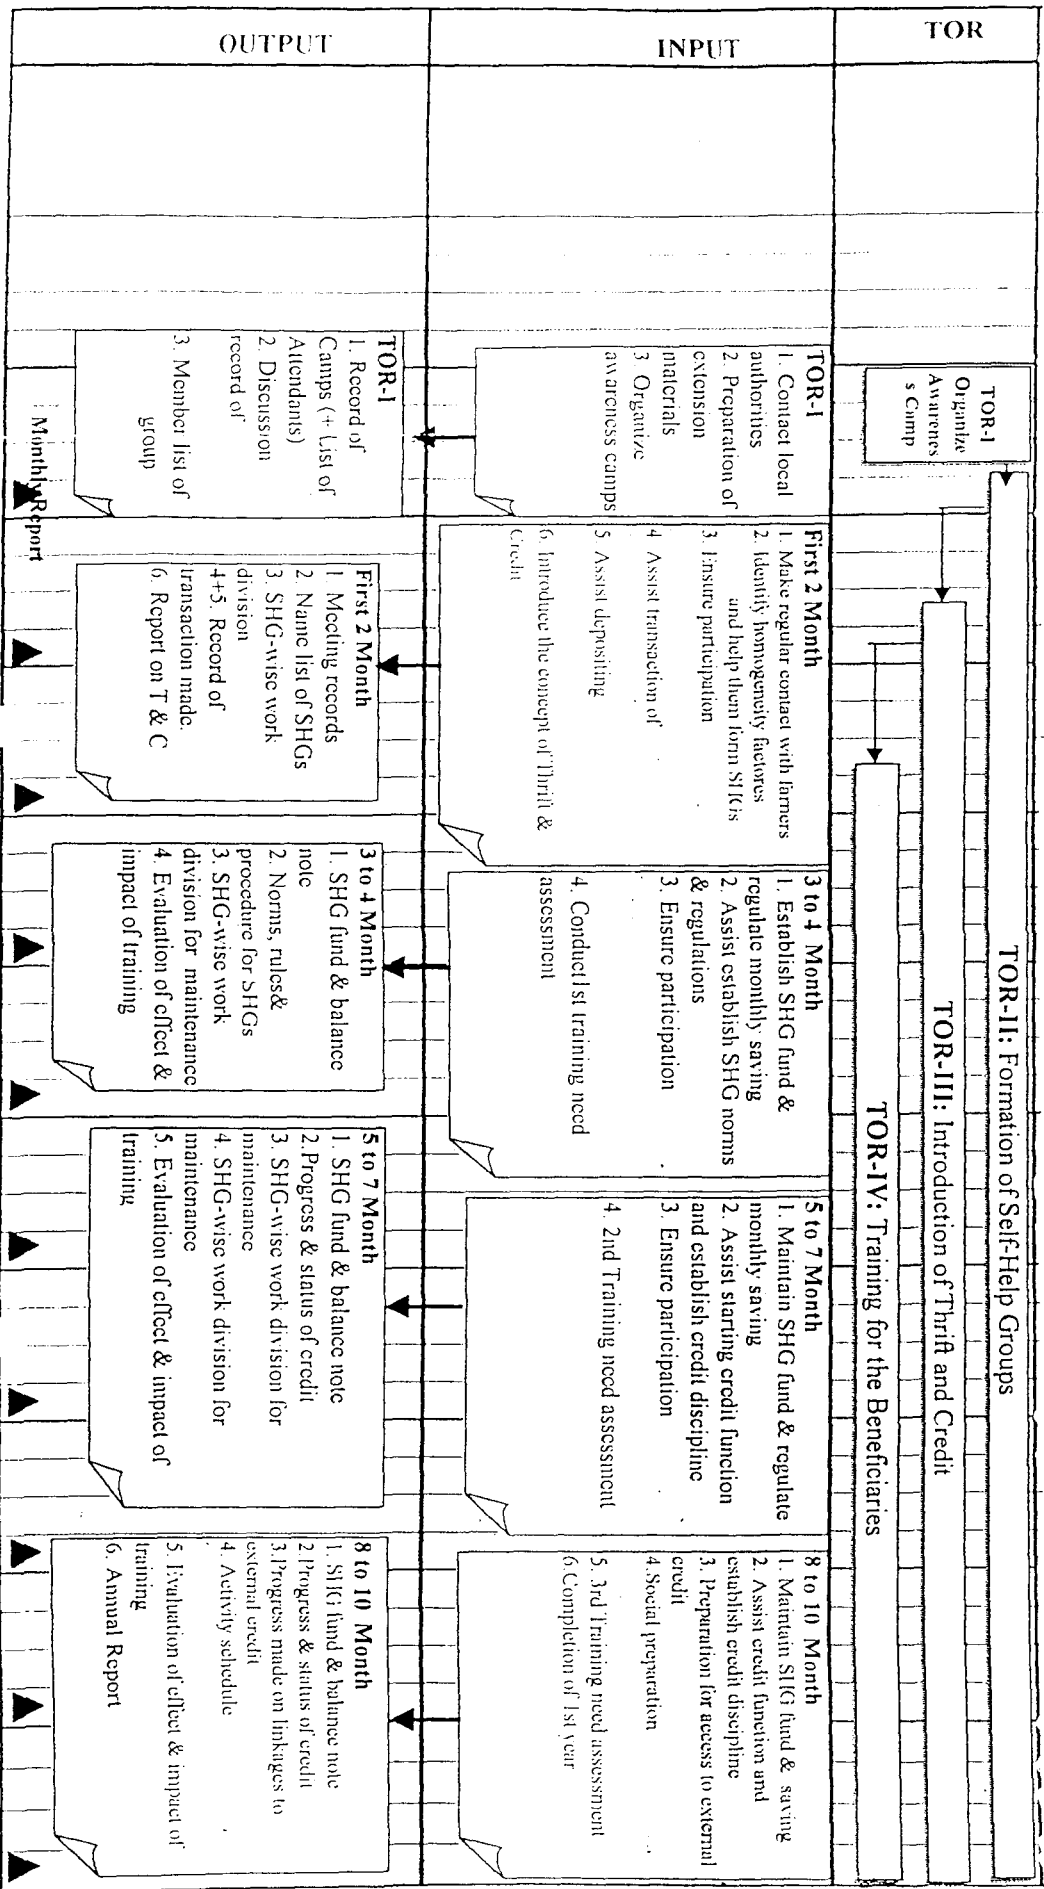 TOR
TOR-I
Organize
Awarenes
s Camp
TOR-II: Formation of Self-Help Groups
TOR-III: Introduction of Thrift and Credit
TOR-IV: Training for the Beneficiaries
INPUT
TOR-I
1. Contact local
authorities
2. Preparation of
extension
materials
3 Organize
awareness camps
First 2 Month
1. Make regular contact with farners
2. Identify homogeneity factores
and help them form SHGs
3. Ensure participation
4 Assist transaction of
5 Assist depositing
6. Introduce the concept of Thrift &
Credit
3 to 4 Month
1. Establish SHG fund &
regulate monthly saving
2. Assist establish SHG norms
& regulations
3. Ensure participation
4. Conduct1st training need
assessment
5 to 7 Month
1. Maintain SHG fund & regulate
monthly saving
2. Assist starting credit function
and establish credit discipline
3. Ensure participation
4. 2nd Training need assessment
8 to 10 Month
1. Maintain SHG fund & saving
2. Assist credit function and
establish credit discipline
3. Preparation for access to external
credit
4.Social preparation
5. 3rd Training need assessment
6.Completion of 1st year
OUTPUT
TOR-I
1. Record of
Camps (+ List of
Attendants)
2. Discussion
record of
3. Member list of
group
First 2 Month
1. Meeting records
2. Name list of SHGs
3. SHG-wise work
division
4+5. Record of
transaction made.
6. Report on T & C
3 to 4 Month
1. SHG fund & balance
note
2. Norms, rules&
procedure for SHGs
3. SHG-wise work
division for maintenance
4. Evaluation of effect &
impact of training
5 to 7 Month
1. SHG fund & balance note
2.Progress & status of credit
3. SHG-wise work division for
maintenance
4. SHG-wise work division for
maintenance
5. Evaluation of effect & impact of
training
8 to 10 Month
1. SHG fund & balance note
2.Progress & status of credit
3.Progress made on linkages to
external credit
4. Activity schedule
5. Evaluation of effect & impact of
training
6. Annual Report
Monthly Report